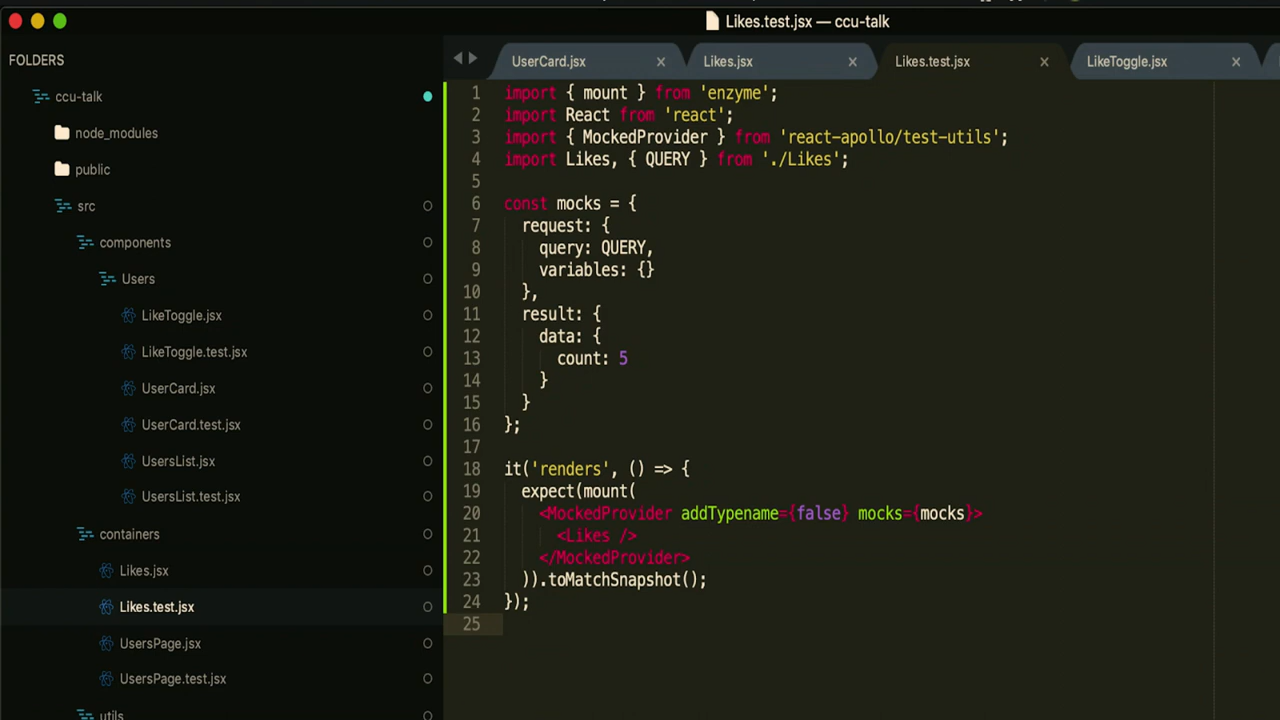 Likes.test.jsx — ccu-talk
FOLDERS
ccu-talk
node_modules
public
src
components
Users
LikeToggle.jsx
LikeToggle.test.jsx
UserCard.jsx
UserCard.test.jsx
UsersList.jsx
UsersList.test.jsx
containers
Likes.jsx
Likes.test.jsx
UsersPage.jsx
UsersPage.test.jsx
utils
UserCard.jsx × Likes.jsx × Likes.test.jsx × LikeToggle.jsx ×
1 import { mount } from 'enzyme';
2 import React from 'react';
3 import { MockedProvider } from 'react-apollo/test-utils';
4 import Likes, { QUERY } from './Likes';
5
6 const mocks = {
7 request: {
8 query: QUERY,
9 variables: {}
10 },
11 result: {
12 data: {
13 count: 5
14 }
15 }
16 };
17
18 it('renders', () => {
19 expect(mount(
20 <MockedProvider addTypename={false} mocks={mocks}>
21 <Likes />
22 </MockedProvider>
23 )).toMatchSnapshot();
24 });
25